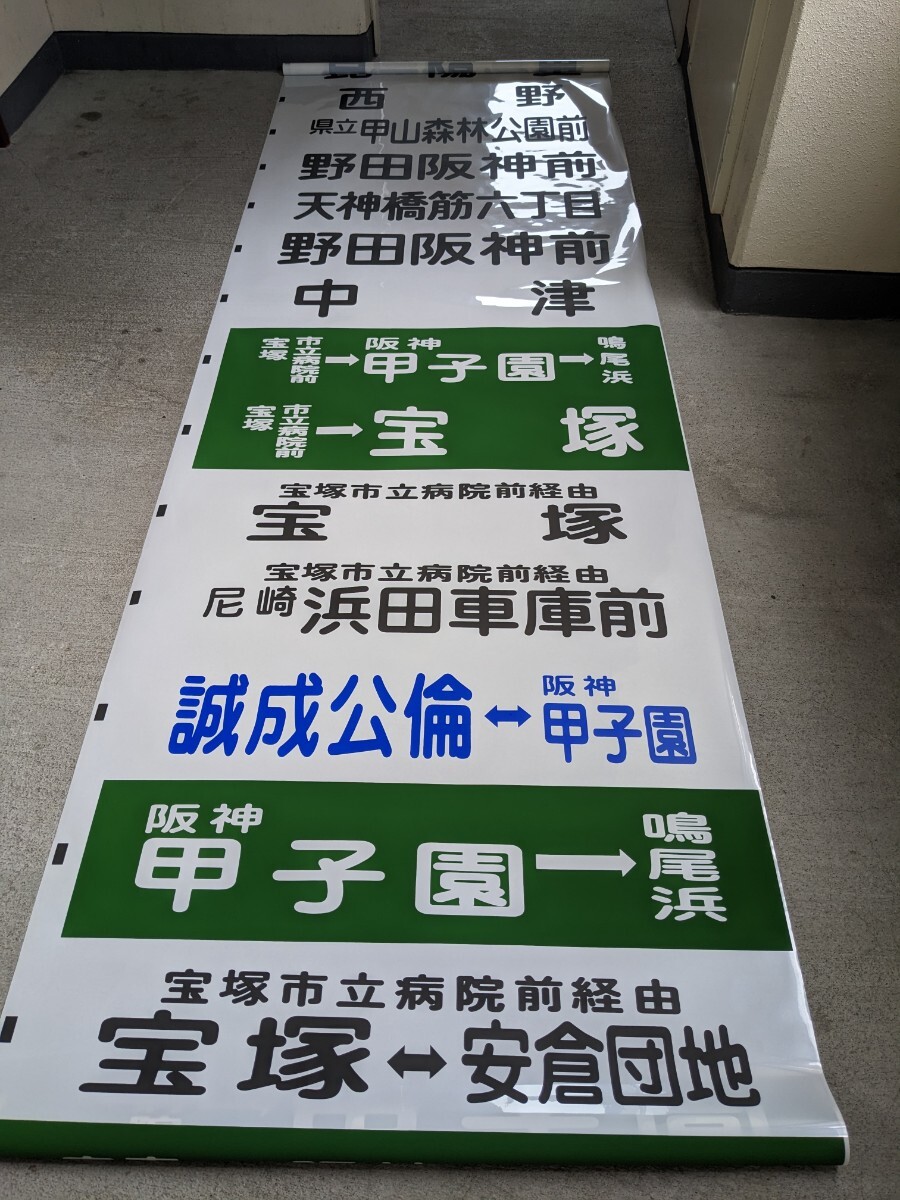 西野
県立甲山森林公園前
野田阪神前
天神橋筋六丁目
野田阪神前
中津
宝塚市立病院前→阪神甲子園→鳴尾浜
宝塚市立病院前→宝塚
宝塚市立病院前経由
宝塚
宝塚市立病院前経由
尼崎浜田車庫前
誠成公倫↔阪神甲子園
阪神甲子園→鳴尾浜
宝塚市立病院前経由
宝塚↔安倉団地